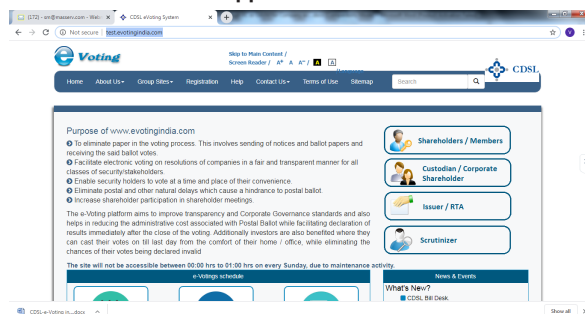 (172) - sm@masserv.com - Web
CDSL eVoting System
Not secure | test.evotingindia.com
eVoting
Skip to Main Content /
Screen Reader / A+ A A- / A A
CDSL
Home About Us Group Sites Registration Help Contact Us Terms of Use Sitemap Search
Purpose of www.evotingindia.com
To eliminate paper in the voting process. This involves sending of notices and ballot papers and
receiving the said ballot votes.
Facilitate electronic voting on resolutions of companies in a fair and transparent manner for all
classes of security/stakeholders.
Enable security holders to vote at a time and place of their convenience.
Eliminate postal and other natural delays which cause a hindrance to postal ballot.
Increase shareholder participation in shareholder meetings.
The e-Voting platform aims to improve transparency and Corporate Governance standards and also
helps in reducing the administrative cost associated with Postal Ballot while facilitating declaration of
results immediately after the close of the voting. Additionally investors are also benefited where they
can cast their votes on till last day from the comfort of their home / office, while eliminating the
chances of their votes being declared invalid
Shareholders / Members
Custodian / Corporate
Shareholder
Issuer / RTA
Scrutinizer
The site will not be accessible between 00:00 hrs to 01:00 hrs on every Sunday, due to maintenance activity.
e-Votings schedule
News & Events
What's New?
CDSL Bill Desk.
CDSL-e-Voting in....docx
Show all